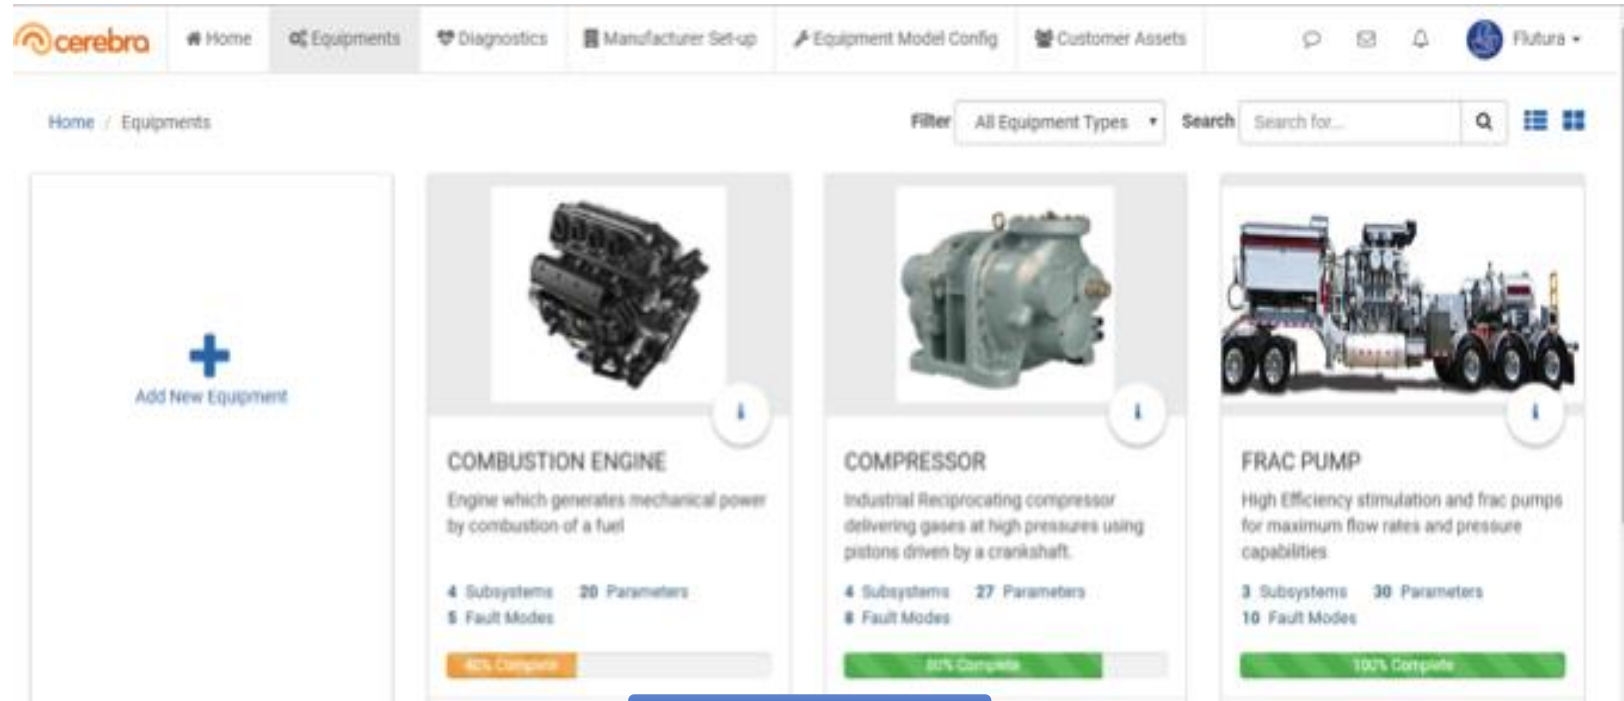 cerebra Home Equipments Diagnostics Manufacturer Set-up Equipment Model Config Customer Assets Flutura
Home / Equipments Filter All Equipment Types Search Search for...
Add New Equipment
COMBUSTION ENGINE
Engine which generates mechanical power
by combustion of a fuel
4 Subsystems 20 Parameters
5 Fault Modes
40% Complete
COMPRESSOR
Industrial Reciprocating compressor
delivering gases at high pressures using
pistons driven by a crankshaft.
4 Subsystems 27 Parameters
8 Fault Modes
80% Complete
FRAC PUMP
High Efficiency stimulation and frac pumps
for maximum flow rates and pressure
capabilities
3 Subsystems 30 Parameters
10 Fault Modes
100% Complete